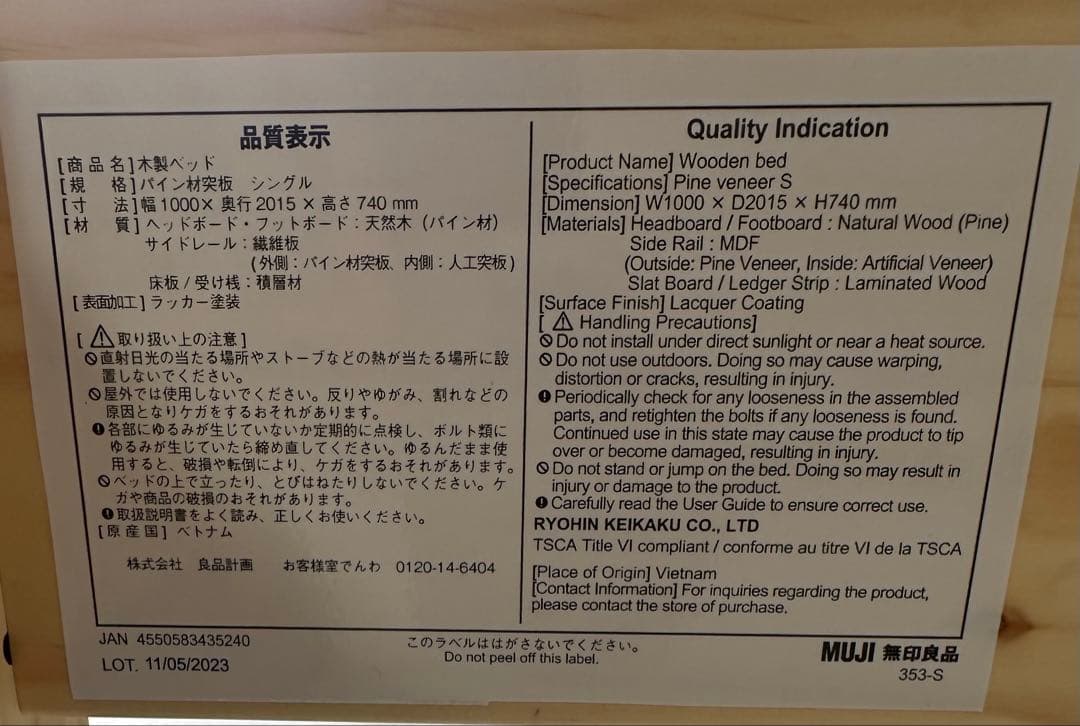 品質表示
[商品名]木製ベッド
[規 格]パイン材突板 シングル
[寸 法]幅1000× 奥行 2015 × 高さ 740 mm
[材 質]ヘッドボード・フットボード：天然木（パイン材）
サイドレール：繊維板
(外側：パイン材突板、内側：人工突板)
床板 / 受け桟：積層材
[表面加工]ラッカー塗装
[⚠取り扱い上の注意]
🛇直射日光の当たる場所やストーブなどの熱が当たる場所に設
置しないでください。
🛇屋外では使用しないでください。反りやゆがみ、割れなどの
原因となりケガをするおそれがあります。
❗各部にゆるみが生じていないか定期的に点検し、ボルト類に
ゆるみが生じていたら締め直してください。ゆるんだまま使
用すると、破損や転倒により、ケガをするおそれがあります。
🛇ベッドの上で立ったり、とびはねたりしないでください。ケ
ガや商品の破損のおそれがあります。
❗取扱説明書をよく読み、正しくお使いください。
[原産国] ベトナム
株式会社 良品計画 お客様室でんわ 0120-14-6404
Quality Indication
[Product Name] Wooden bed
[Specifications] Pine veneer S
[Dimension] W1000 × D2015 × H740 mm
[Materials] Headboard / Footboard : Natural Wood (Pine)
Side Rail : MDF
(Outside: Pine Veneer, Inside: Artificial Veneer)
Slat Board / Ledger Strip : Laminated Wood
[Surface Finish] Lacquer Coating
[ ⚠ Handling Precautions]
🛇 Do not install under direct sunlight or near a heat source.
🛇 Do not use outdoors. Doing so may cause warping,
distortion or cracks, resulting in injury.
❗ Periodically check for any looseness in the assembled
parts, and retighten the bolts if any looseness is found.
Continued use in this state may cause the product to tip
over or become damaged, resulting in injury.
🛇 Do not stand or jump on the bed. Doing so may result in
injury or damage to the product.
❗ Carefully read the User Guide to ensure correct use.
RYOHIN KEIKAKU CO., LTD
TSCA Title VI compliant / conforme au titre VI de la TSCA
[Place of Origin] Vietnam
[Contact Information] For inquiries regarding the product,
please contact the store of purchase.
JAN 4550583435240
LOT. 11/05/2023
このラベルははがさないでください。
Do not peel off this label.
MUJI 無印良品
353-S